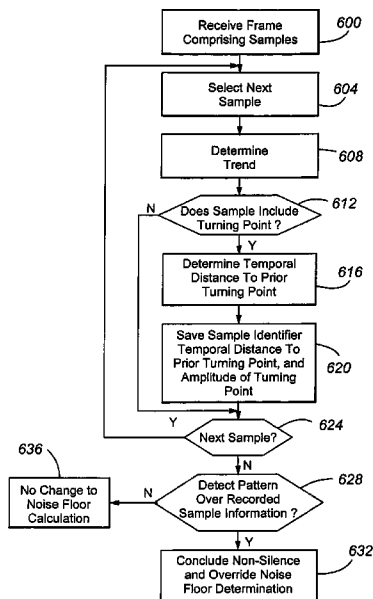 Receive Frame
Comprising Samples
600
Select Next
Sample
604
Determine
Trend
608
612
N
Does Sample Include
Turning Point ?
Y
Determine Temporal
Distance To Prior
Turning Point
616
Save Sample Identifier
Temporal Distance To
Prior Turning Point, and
Amplitude of Turning
Point
620
Y
Next Sample?
624
N
636
No Change to
Noise Floor
Calculation
N
Detect Pattern
Over Recorded
Sample Information ?
628
Y
Conclude Non-Silence
and Override Noise
Floor Determination
632